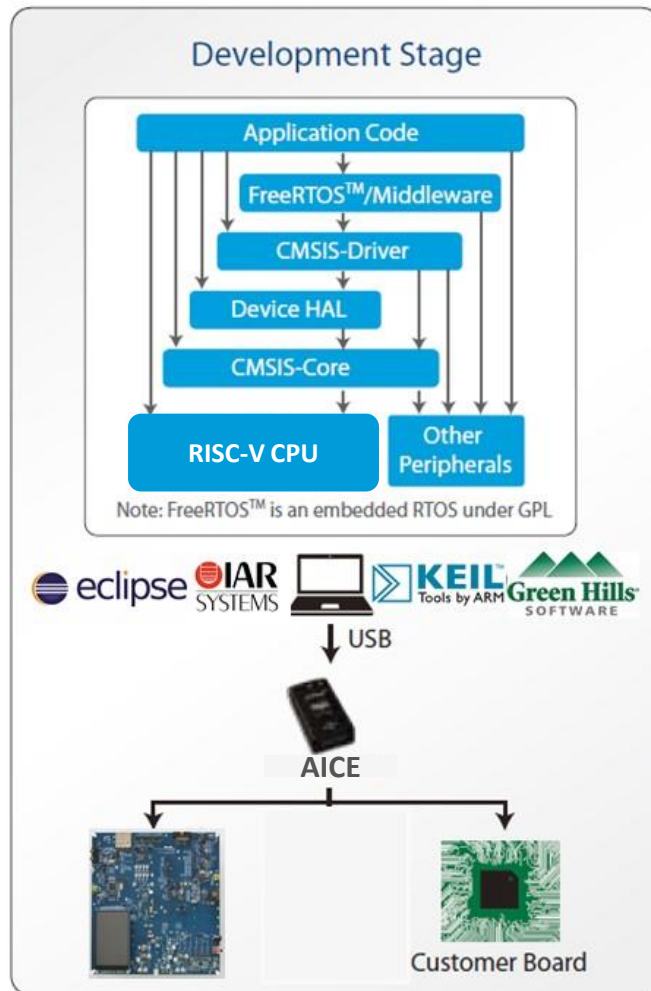 Development Stage
Application Code
FreeRTOS™/Middleware
CMSIS-Driver
Device HAL
CMSIS-Core
RISC-V CPU
Other
Peripherals
Note: FreeRTOS™ is an embedded RTOS under GPL
eclipse
IAR
SYSTEMS
KEIL™
Tools by ARM
Green Hills®
SOFTWARE
USB
AICE
Customer Board